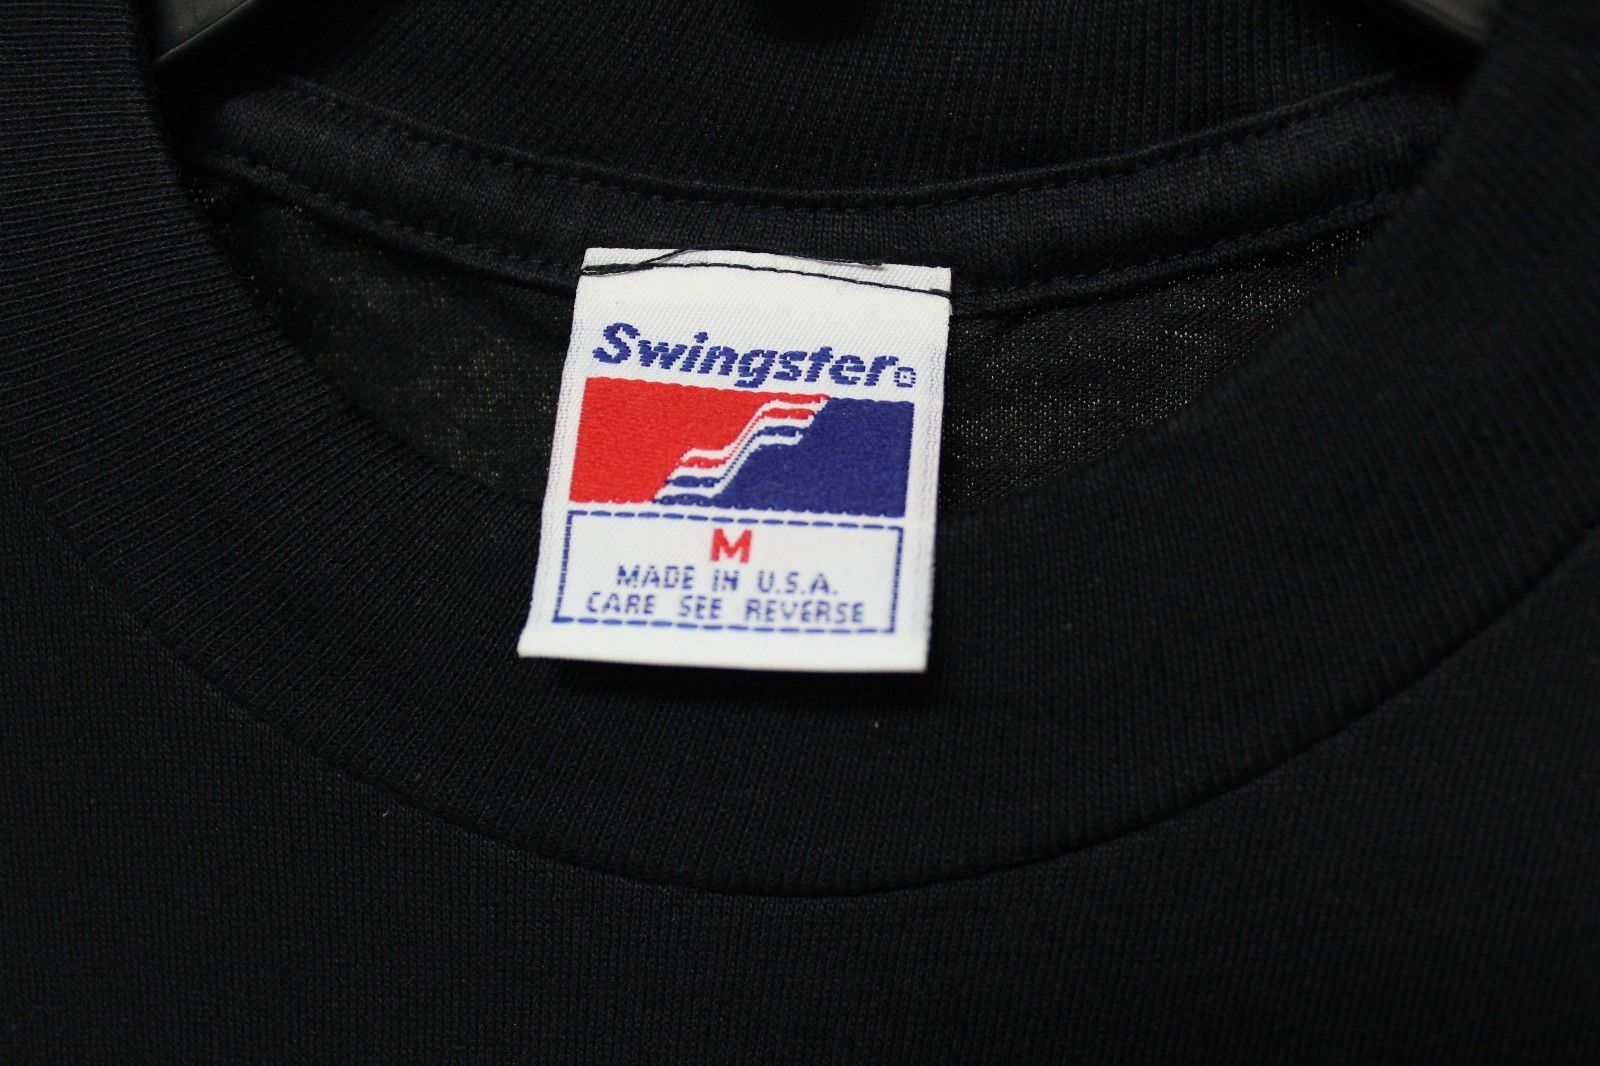 Swingster®
M
MADE IN U.S.A.
CARE SEE REVERSE